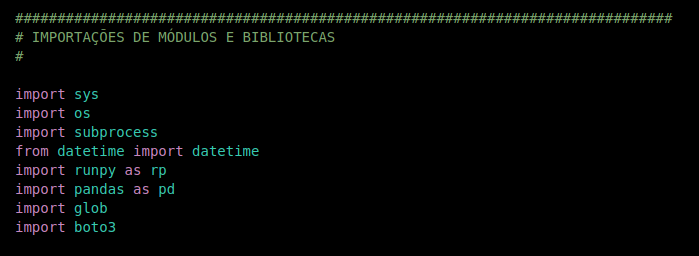 ##############################################################################
# IMPORTAÇÕES DE MÓDULOS E BIBLIOTECAS
#
import sys
import os
import subprocess
from datetime import datetime
import runpy as rp
import pandas as pd
import glob
import boto3